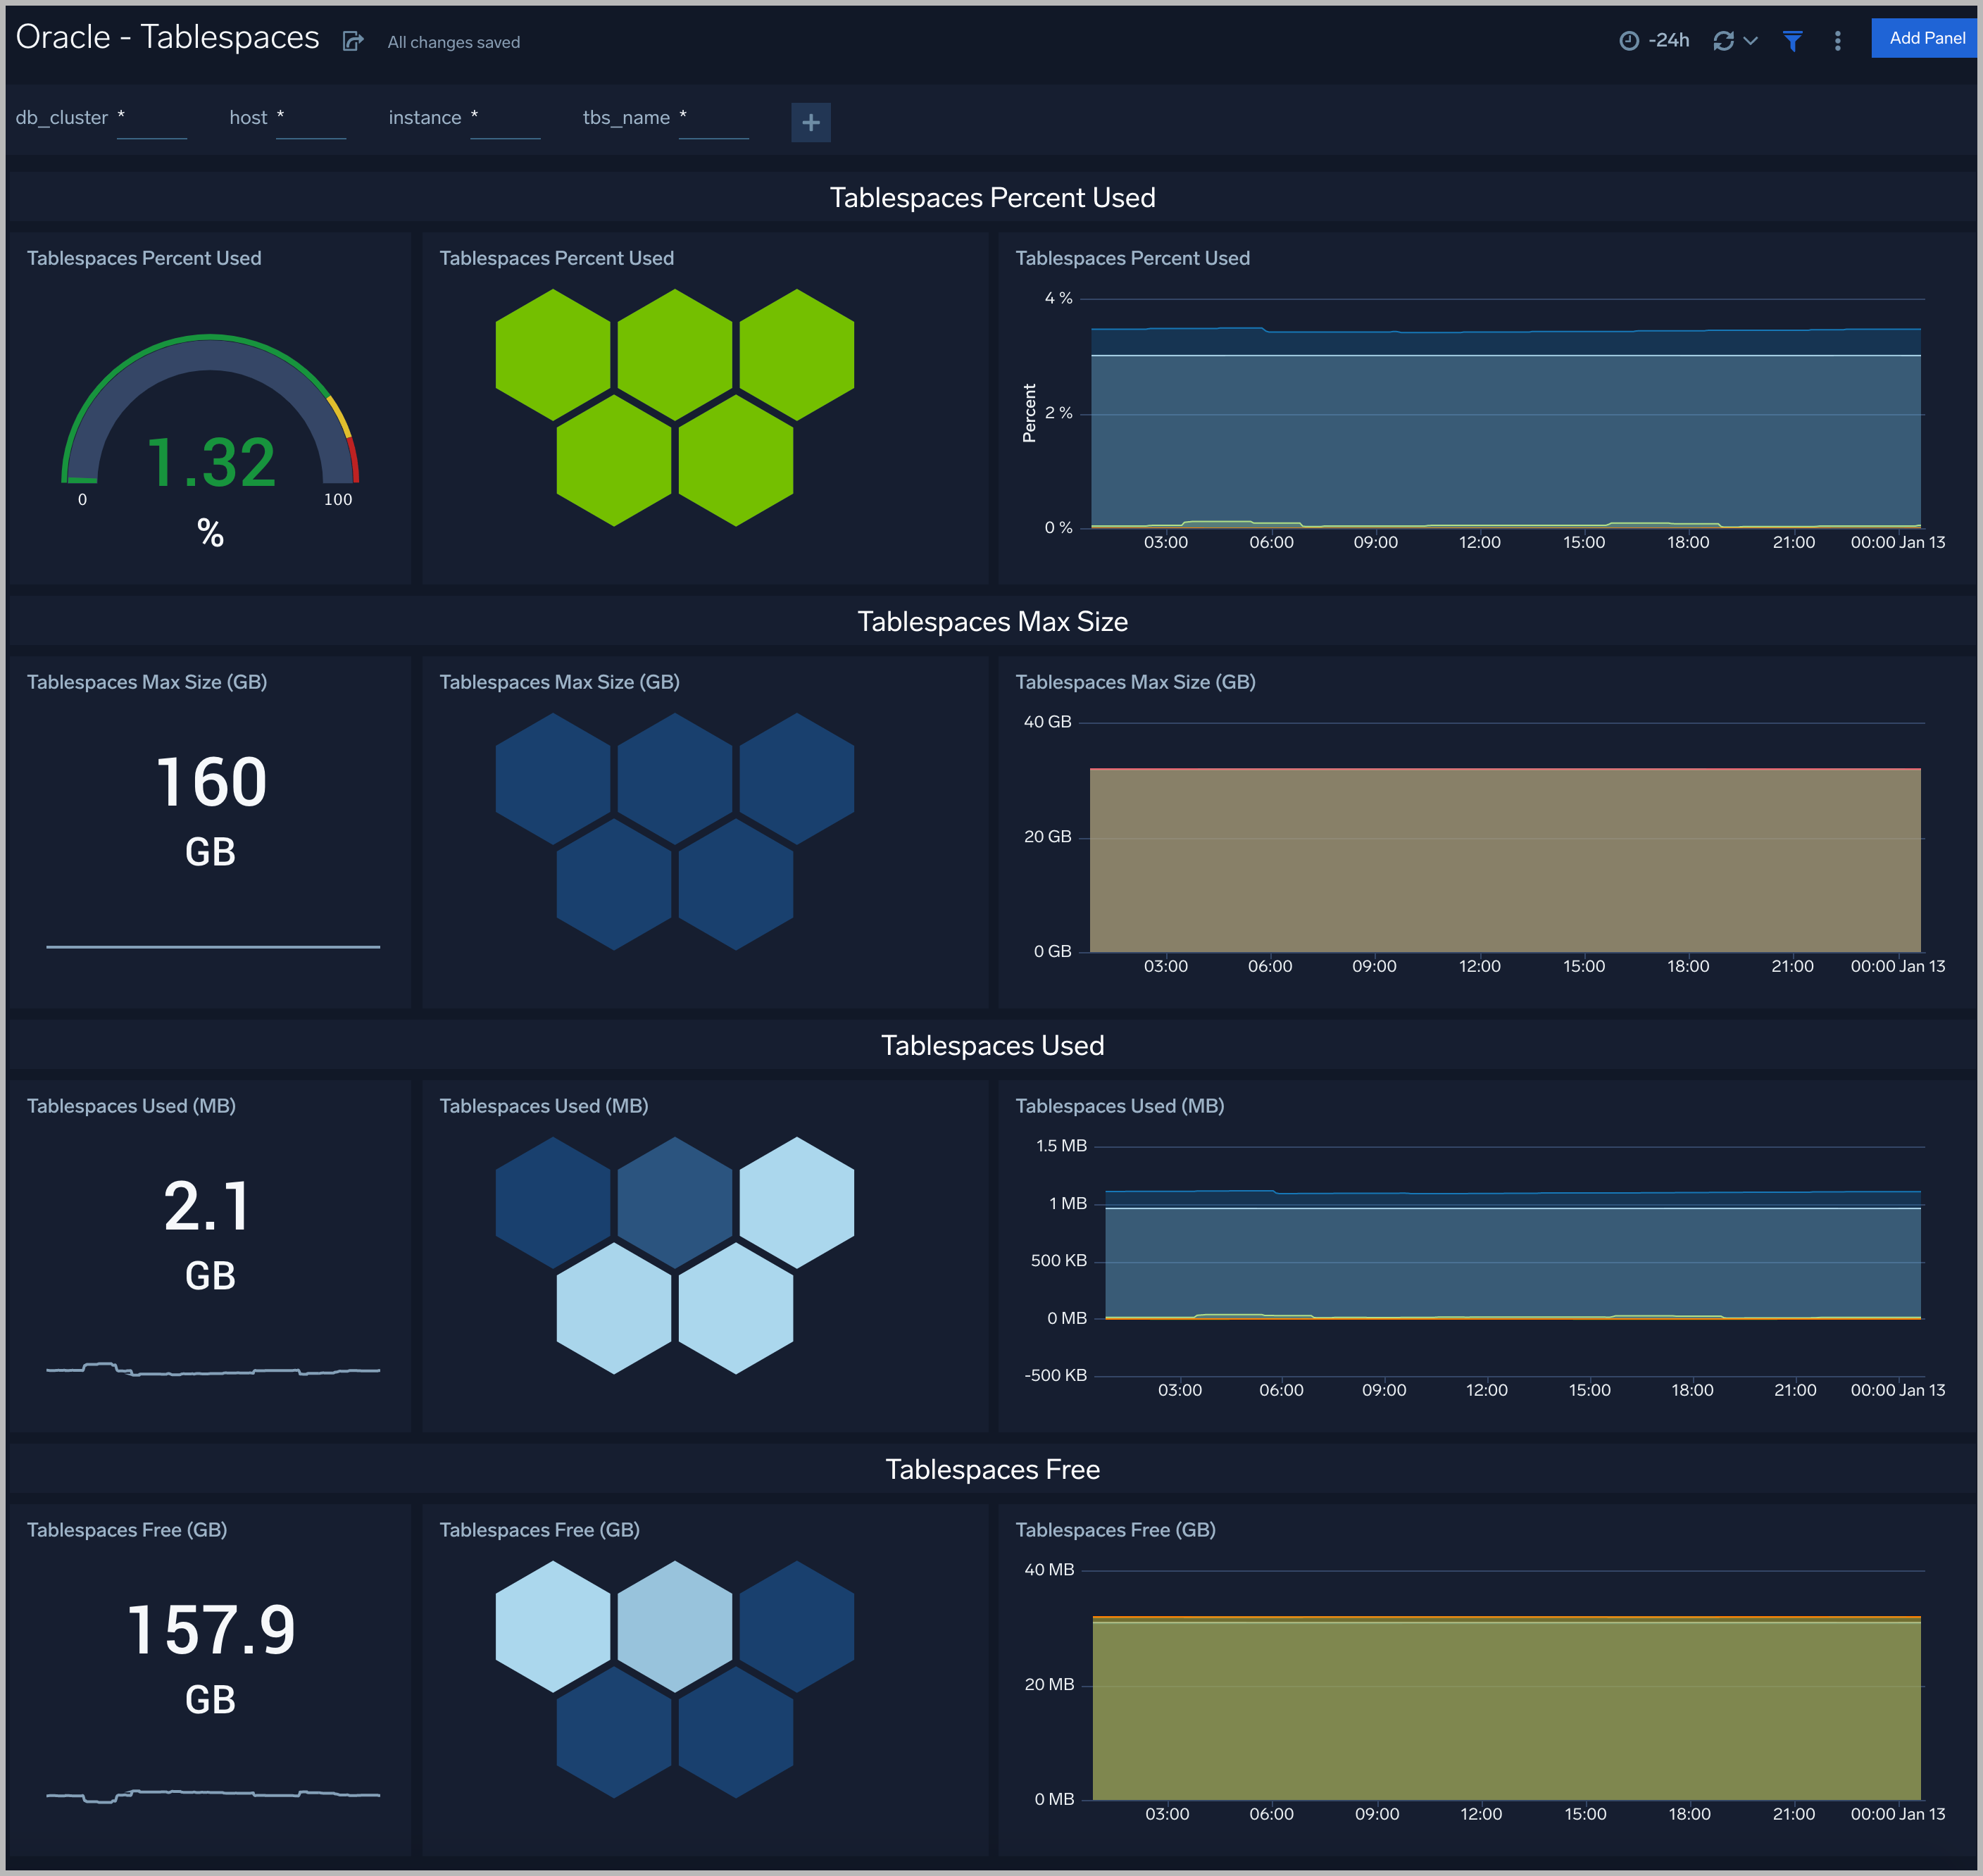 Oracle - Tablespaces All changes saved -24h Add Panel
db_cluster * host * instance * tbs_name * +
Tablespaces Percent Used
Tablespaces Percent Used
1.32
0 100
%
Tablespaces Percent Used
Tablespaces Percent Used
Percent
4 %
2 %
0 %
03:00 06:00 09:00 12:00 15:00 18:00 21:00 00:00 Jan 13
Tablespaces Max Size
Tablespaces Max Size (GB)
160
GB
Tablespaces Max Size (GB)
Tablespaces Max Size (GB)
40 GB
20 GB
0 GB
03:00 06:00 09:00 12:00 15:00 18:00 21:00 00:00 Jan 13
Tablespaces Used
Tablespaces Used (MB)
2.1
GB
Tablespaces Used (MB)
Tablespaces Used (MB)
1.5 MB
1 MB
500 KB
0 MB
-500 KB
03:00 06:00 09:00 12:00 15:00 18:00 21:00 00:00 Jan 13
Tablespaces Free
Tablespaces Free (GB)
157.9
GB
Tablespaces Free (GB)
Tablespaces Free (GB)
40 MB
20 MB
0 MB
03:00 06:00 09:00 12:00 15:00 18:00 21:00 00:00 Jan 13